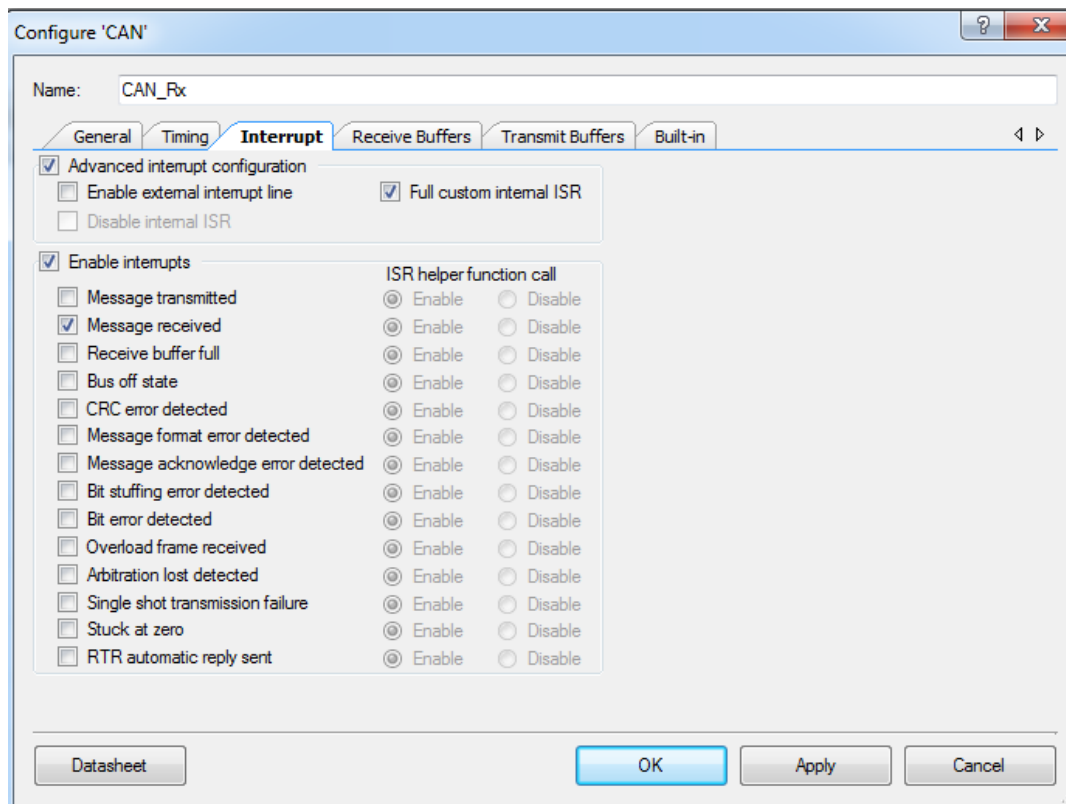 Configure 'CAN'
Name: CAN_Rx
General Timing Interrupt Receive Buffers Transmit Buffers Built-in
Advanced interrupt configuration
Enable external interrupt line Full custom internal ISR
Disable internal ISR
Enable interrupts
ISR helper function call
Message transmitted Enable Disable
Message received Enable Disable
Receive buffer full Enable Disable
Bus off state Enable Disable
CRC error detected Enable Disable
Message format error detected Enable Disable
Message acknowledge error detected Enable Disable
Bit stuffing error detected Enable Disable
Bit error detected Enable Disable
Overload frame received Enable Disable
Arbitration lost detected Enable Disable
Single shot transmission failure Enable Disable
Stuck at zero Enable Disable
RTR automatic reply sent Enable Disable
Datasheet OK Apply Cancel